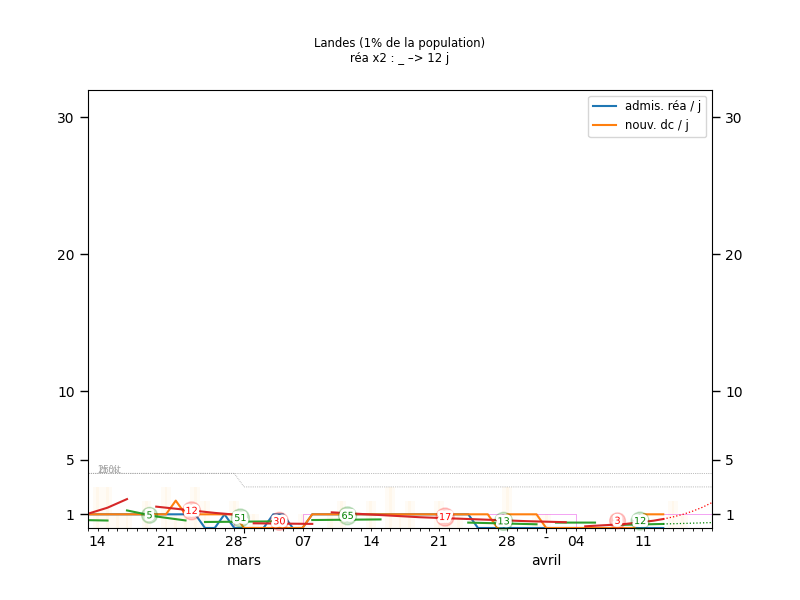 Landes (1% de la population)
réa x2 : _ –> 12 j
admis. réa / j
nouv. dc / j
30 30
20 20
10 10
5 5
1 1
5 12 51 30 65 17 13 3 12
14 21 28 07 14 21 28 04 11
mars avril